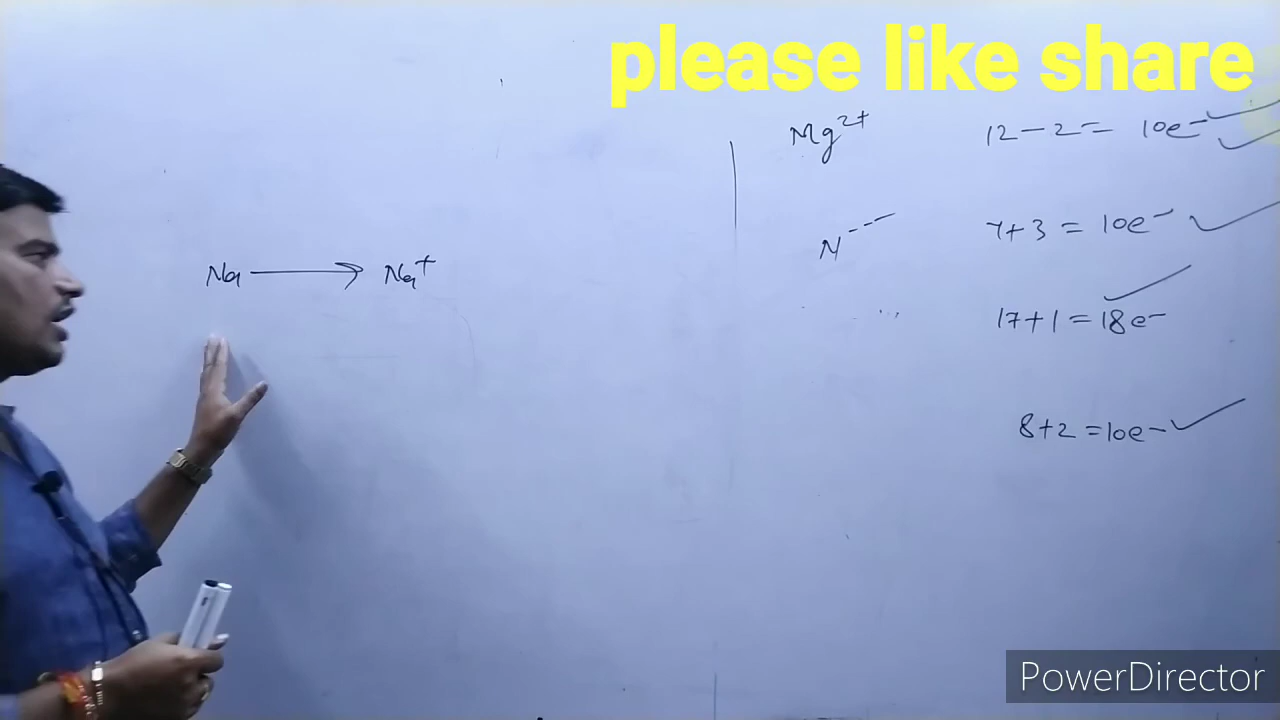 please like share
Mg²⁺ 12 - 2 = 10e⁻
N⁻⁻⁻ 7 + 3 = 10e⁻
Na → Na⁺
17 + 1 = 18e⁻
8 + 2 = 10e⁻
PowerDirector